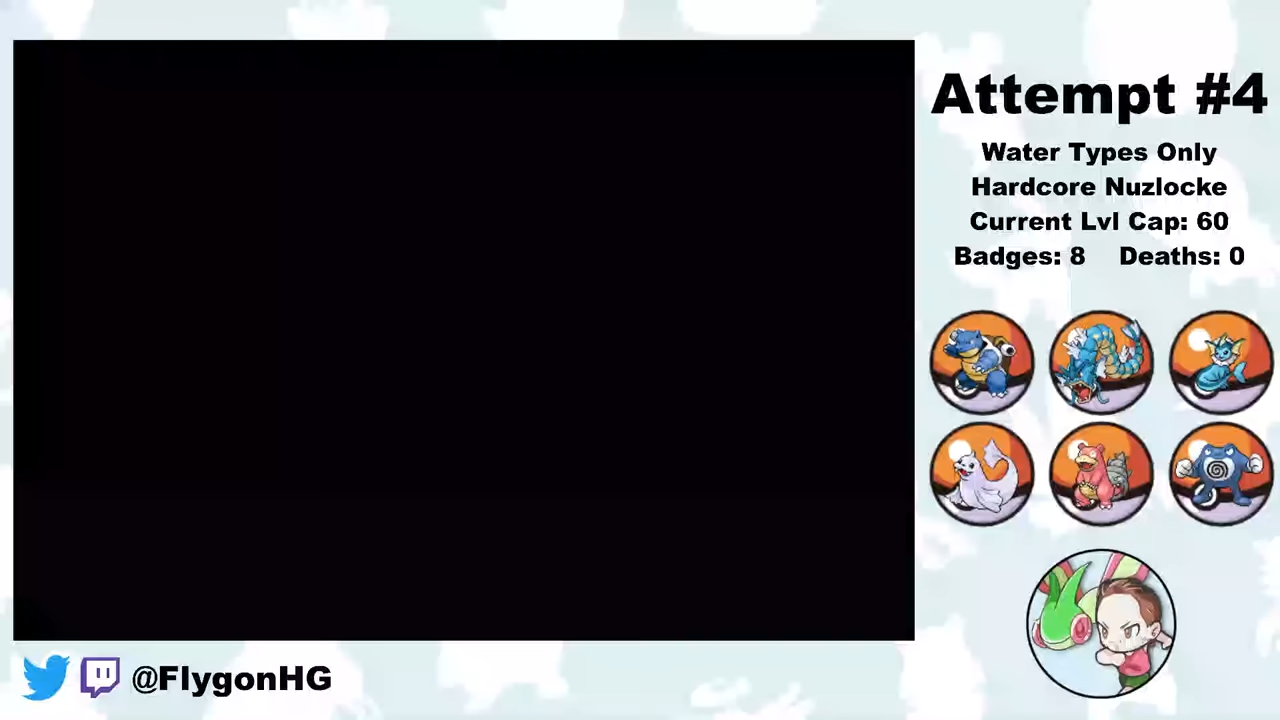 Attempt #4
Water Types Only
Hardcore Nuzlocke
Current Lvl Cap: 60
Badges: 8 Deaths: 0
@FlygonHG